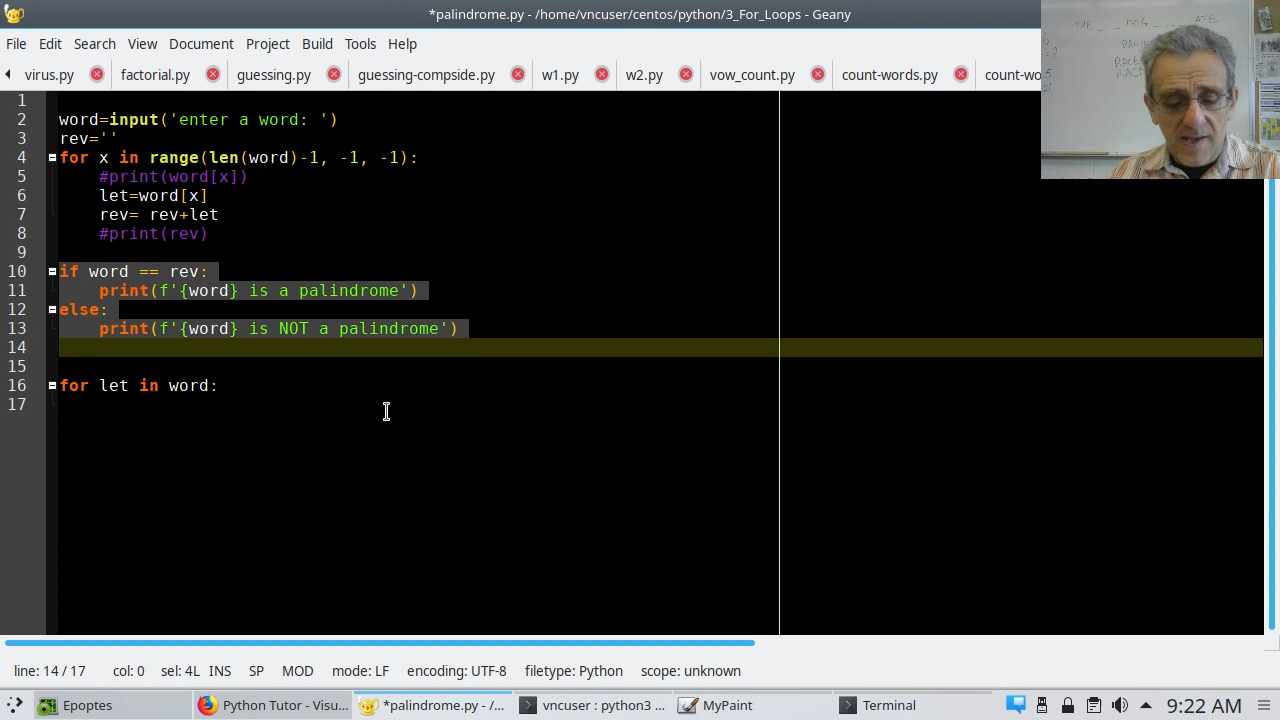 *palindrome.py - /home/vncuser/centos/python/3_For_Loops - Geany
THE DOG ATE
File Edit Search View Document Project Build Tools Help
virus.py factorial.py guessing.py guessing-compside.py w1.py w2.py vow_count.py count-words.py count-wo
1
2 word=input('enter a word: ')
3 rev=''
4 for x in range(len(word)-1, -1, -1):
5 #print(word[x])
6 let=word[x]
7 rev= rev+let
8 #print(rev)
9
10 if word == rev:
11 print(f'{word} is a palindrome')
12 else:
13 print(f'{word} is NOT a palindrome')
14
15
16 for let in word:
17
line: 14 / 17 col: 0 sel: 4L INS SP MOD mode: LF encoding: UTF-8 filetype: Python scope: unknown
Epoptes Python Tutor - Visu... *palindrome.py - /... vncuser : python3 ... MyPaint Terminal 9:22 AM